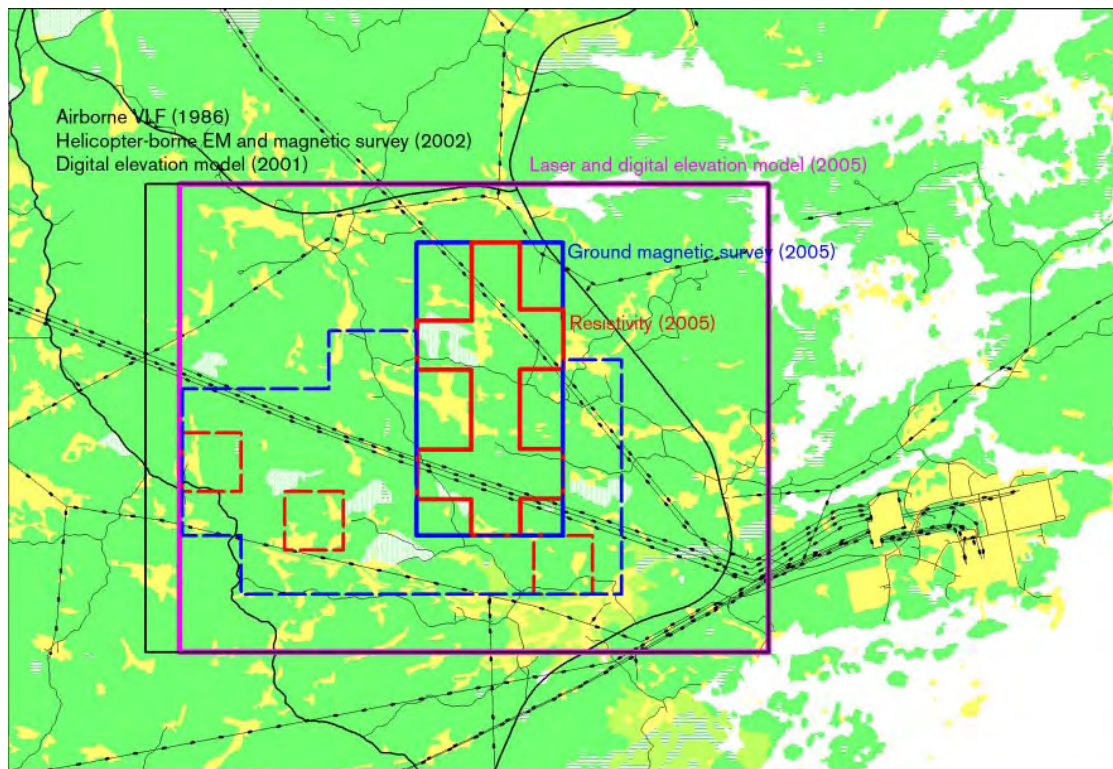 Airborne VLF (1986)
Helicopter-borne EM and magnetic survey (2002)
Digital elevation model (2001)
Laser and digital elevation model (2005)
Ground magnetic survey (2005)
Resistivity (2005)